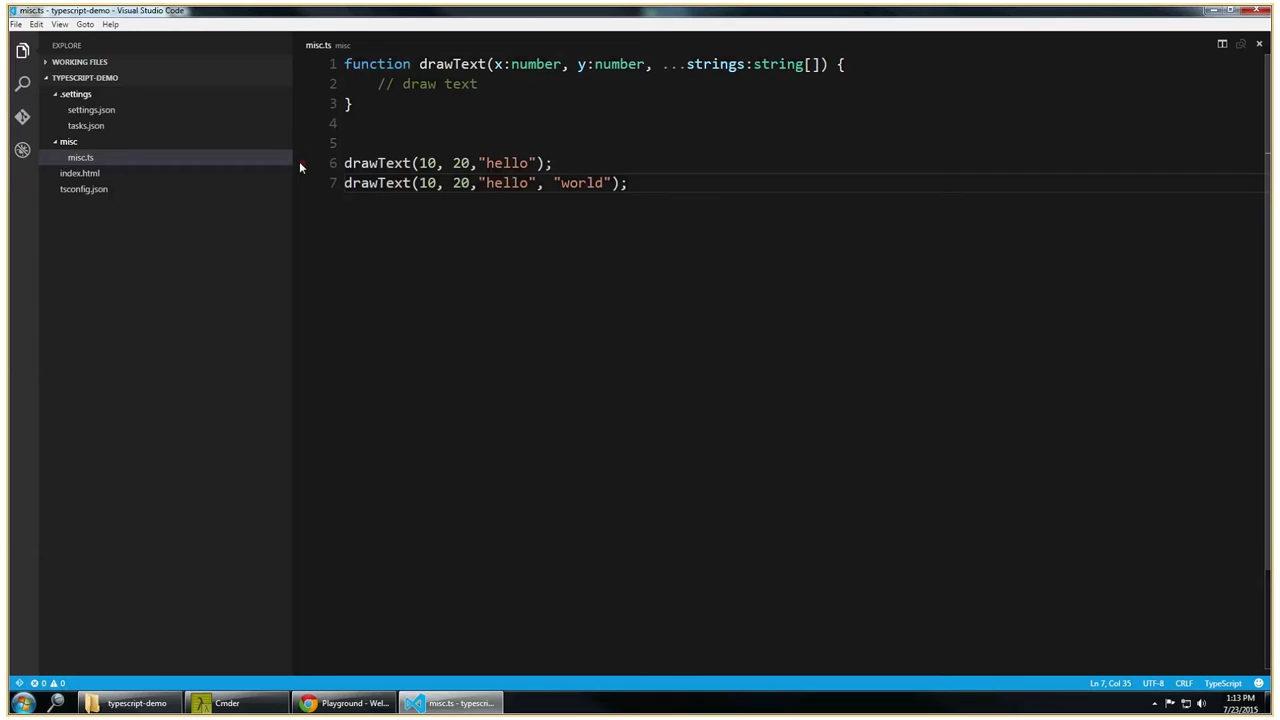 misc.ts - typescript-demo - Visual Studio Code
File Edit View Goto Help
EXPLORE
WORKING FILES
TYPESCRIPT-DEMO
.settings
settings.json
tasks.json
misc
misc.ts
index.html
tsconfig.json
misc.ts misc
1 function drawText(x:number, y:number, ...strings:string[]) {
2 // draw text
3 }
4
5
6 drawText(10, 20,"hello");
7 drawText(10, 20,"hello", "world");
0 0
Ln 7, Col 35 UTF-8 CRLF TypeScript
typescript-demo Cmder Playground - Wel... misc.ts - typescri...
1:13 PM
7/23/2015